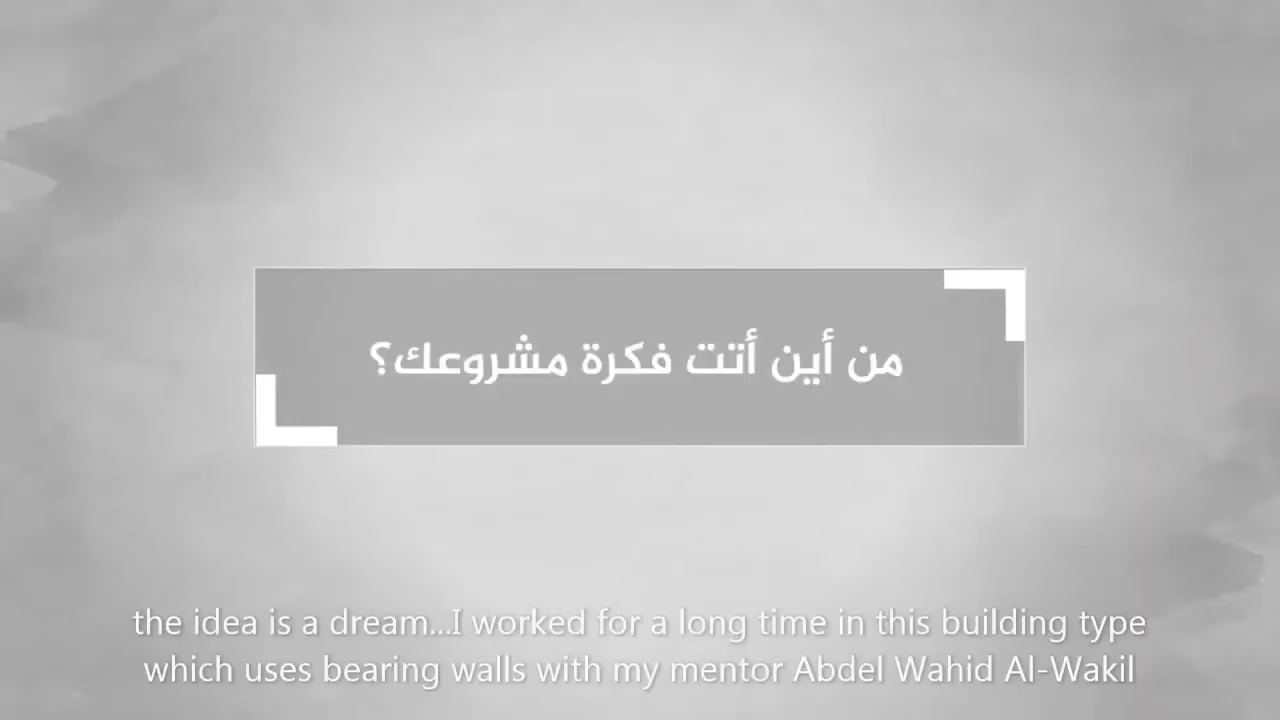 من أين أتت فكرة مشروعك؟
the idea is a dream...I worked for a long time in this building type
which uses bearing walls with my mentor Abdel Wahid Al-Wakil